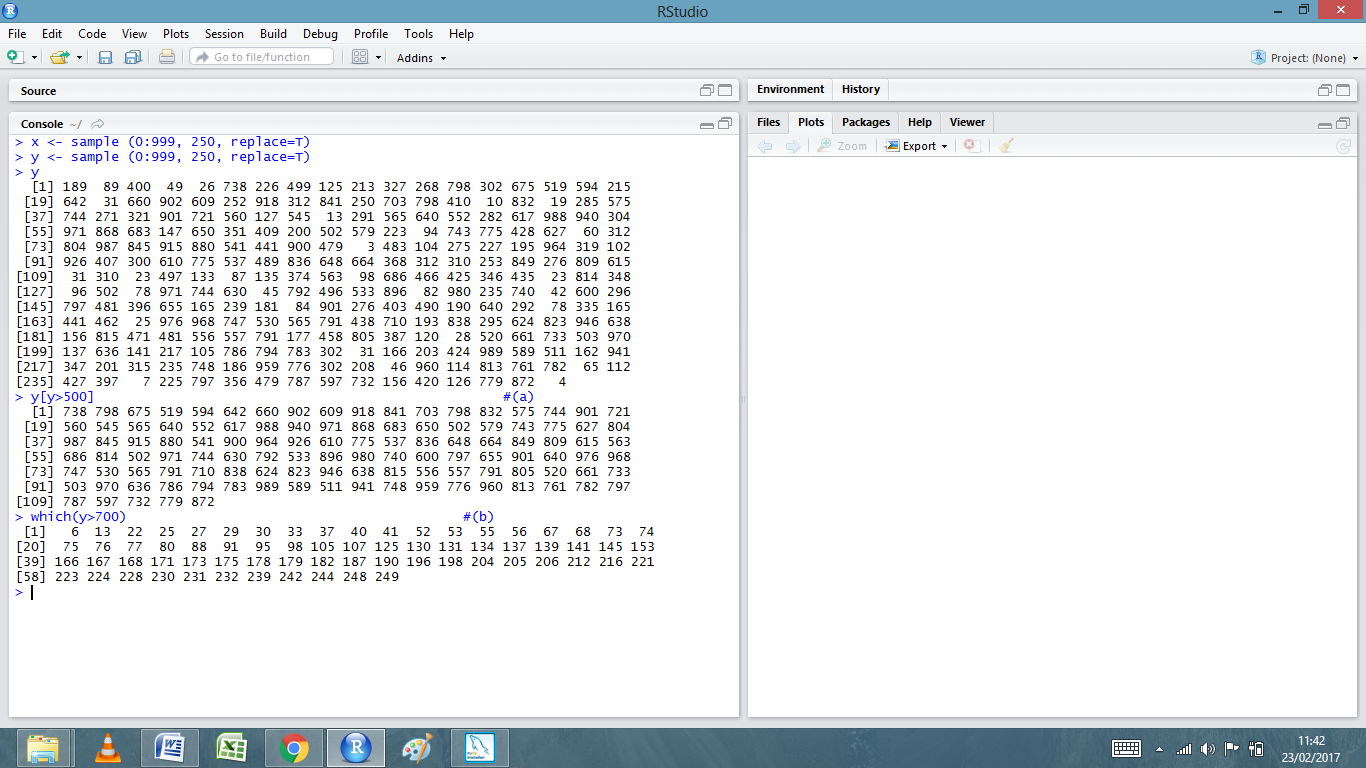 RStudio
File Edit Code View Plots Session Build Debug Profile Tools Help
Go to file/function Addins Project: (None)
Source
Console ~/
> x <- sample (0:999, 250, replace=T)
> y <- sample (0:999, 250, replace=T)
> y
[1] 189 89 400 49 26 738 226 499 125 213 327 268 798 302 675 519 594 215
[19] 642 31 660 902 609 252 918 312 841 250 703 798 410 10 832 19 285 575
[37] 744 271 321 901 721 560 127 545 13 291 565 640 552 282 617 988 940 304
[55] 971 868 683 147 650 351 409 200 502 579 223 94 743 775 428 627 60 312
[73] 804 987 845 915 880 541 441 900 479 3 483 104 275 227 195 964 319 102
[91] 926 407 300 610 775 537 489 836 648 664 368 312 310 253 849 276 809 615
[109] 31 310 23 497 133 87 135 374 563 98 686 466 425 346 435 23 814 348
[127] 96 502 78 971 744 630 45 792 496 533 896 82 980 235 740 42 600 296
[145] 797 481 396 655 165 239 181 84 901 276 403 490 190 640 292 78 335 165
[163] 441 462 25 976 968 747 530 565 791 438 710 193 838 295 624 823 946 638
[181] 156 815 471 481 556 557 791 177 458 805 387 120 28 520 661 733 503 970
[199] 137 636 141 217 105 786 794 783 302 31 166 203 424 989 589 511 162 941
[217] 347 201 315 235 748 186 959 776 302 208 46 960 114 813 761 782 65 112
[235] 427 397 7 225 797 356 479 787 597 732 156 420 126 779 872 4
> y[y>500] #(a)
[1] 738 798 675 519 594 642 660 902 609 918 841 703 798 832 575 744 901 721
[19] 560 545 565 640 552 617 988 940 971 868 683 650 502 579 743 775 627 804
[37] 987 845 915 880 541 900 964 926 610 775 537 836 648 664 849 809 615 563
[55] 686 814 502 971 744 630 792 533 896 980 740 600 797 655 901 640 976 968
[73] 747 530 565 791 710 838 624 823 946 638 815 556 557 791 805 520 661 733
[91] 503 970 636 786 794 783 989 589 511 941 748 959 776 960 813 761 782 797
[109] 787 597 732 779 872
> which(y>700) #(b)
[1] 6 13 22 25 27 29 30 33 37 40 41 52 53 55 56 67 68 73 74
[20] 75 76 77 80 88 91 95 98 105 107 125 130 131 134 137 139 141 145 153
[39] 166 167 168 171 173 175 178 179 182 187 190 196 198 204 205 206 212 216 221
[58] 223 224 228 230 231 232 239 242 244 248 249
>
Environment History
Files Plots Packages Help Viewer
Zoom Export
11:42
23/02/2017